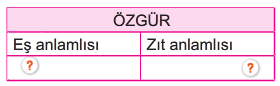 ÖZGÜR
Eş anlamlısı Zıt anlamlısı
? ?